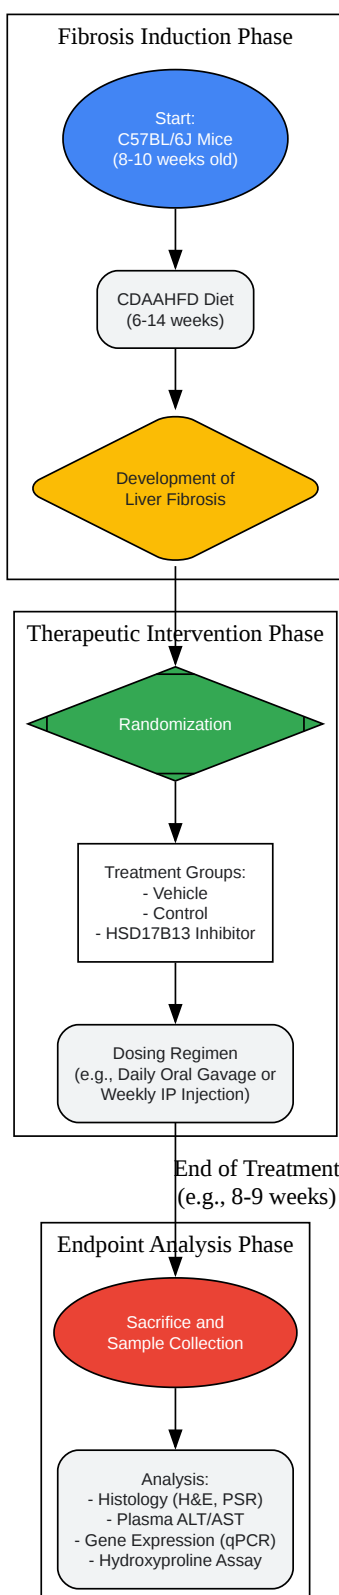 Fibrosis Induction Phase
Start:
C57BL/6J Mice
(8-10 weeks old)
CDAAHFD Diet
(6-14 weeks)
Development of
Liver Fibrosis
Therapeutic Intervention Phase
Randomization
Treatment Groups:
- Vehicle
- Control
- HSD17B13 Inhibitor
Dosing Regimen
(e.g., Daily Oral Gavage or
Weekly IP Injection)
End of Treatment
(e.g., 8-9 weeks)
Endpoint Analysis Phase
Sacrifice and
Sample Collection
Analysis:
- Histology (H&E, PSR)
- Plasma ALT/AST
- Gene Expression (qPCR)
- Hydroxyproline Assay